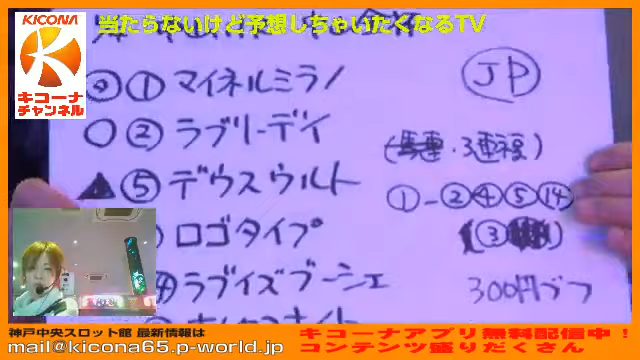 KICONA
キコーナ
チャンネル
当たらないけど予想しちゃいたくなるTV
◎①マイネルミラノ
JP
○②ラブリーデイ
(馬連・3連複)
▲⑤デウスウルト
①-②④⑤⑭
ロゴタイプ
③
ラブイズブーシェ
300円づつ
神戸中央スロット館 最新情報は
mail@kicona65.p-world.jp
キコーナアプリ無料配信中!
コンテンツ盛りだくさん